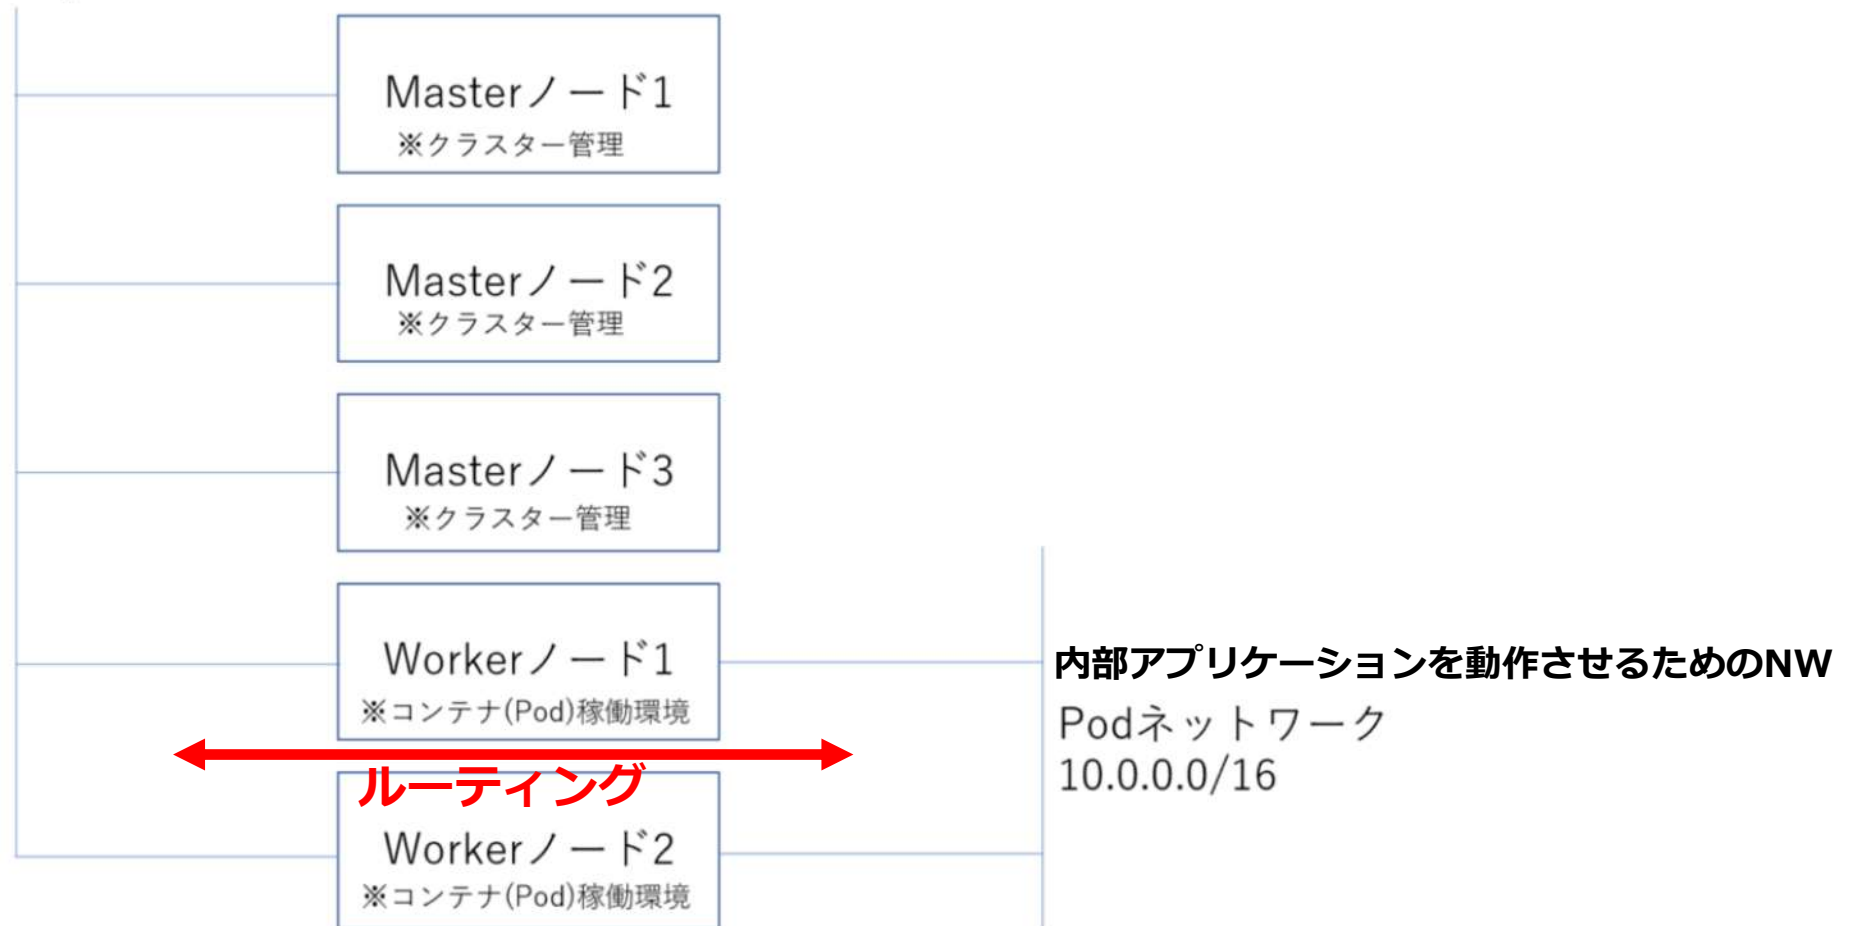 Masterノード1
※クラスター管理
Masterノード2
※クラスター管理
Masterノード3
※クラスター管理
Workerノード1
※コンテナ(Pod)稼働環境
内部アプリケーションを動作させるためのNW
Podネットワーク
10.0.0.0/16
ルーティング
Workerノード2
※コンテナ(Pod)稼働環境